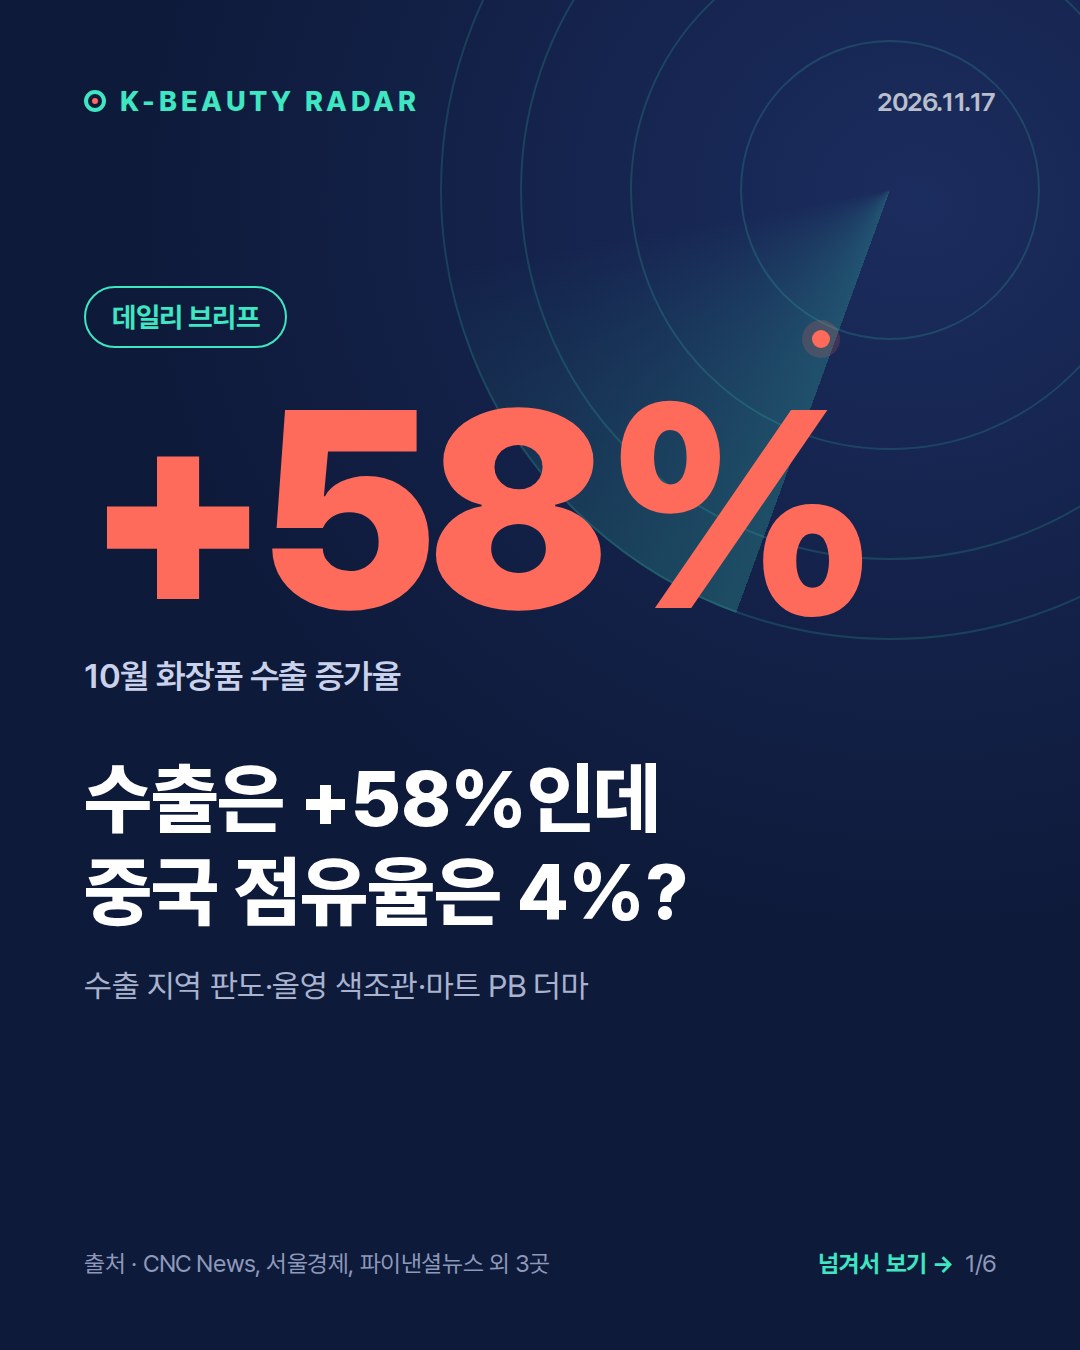 K-BEAUTY RADAR
2026.11.17
데일리 브리프
+58%
10월 화장품 수출 증가율
수출은 +58%인데
중국 점유율은 4%?
수출 지역 판도·올영 색조관·마트 PB 더마
출처 · CNC News, 서울경제, 파이낸셜뉴스 외 3곳
넘겨서 보기 → 1/6